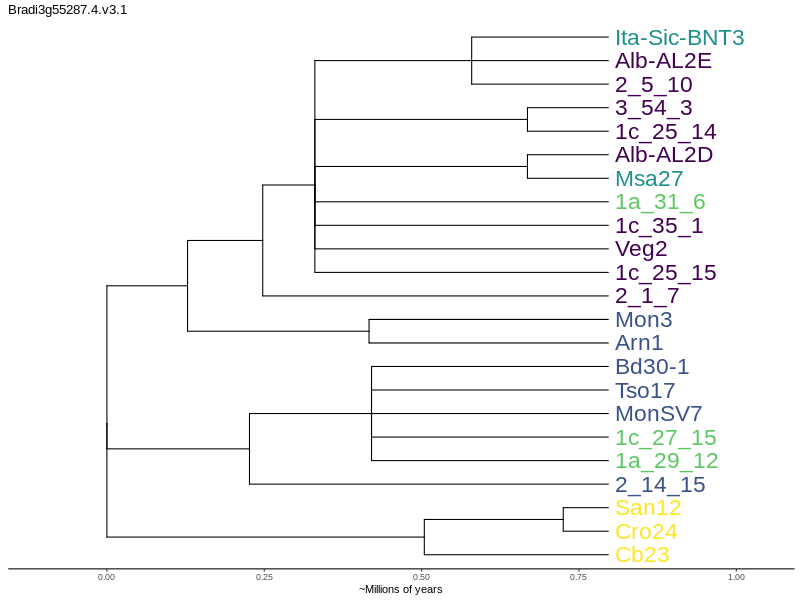 Bradi3g55287.4.v3.1
Ita-Sic-BNT3
Alb-AL2E
2_5_10
3_54_3
1c_25_14
Alb-AL2D
Msa27
1a_31_6
1c_35_1
Veg2
1c_25_15
2_1_7
Mon3
Arn1
Bd30-1
Tso17
MonSV7
1c_27_15
1a_29_12
2_14_15
San12
Cro24
Cb23
0.00 0.25 0.50 0.75 1.00
~Millions of years